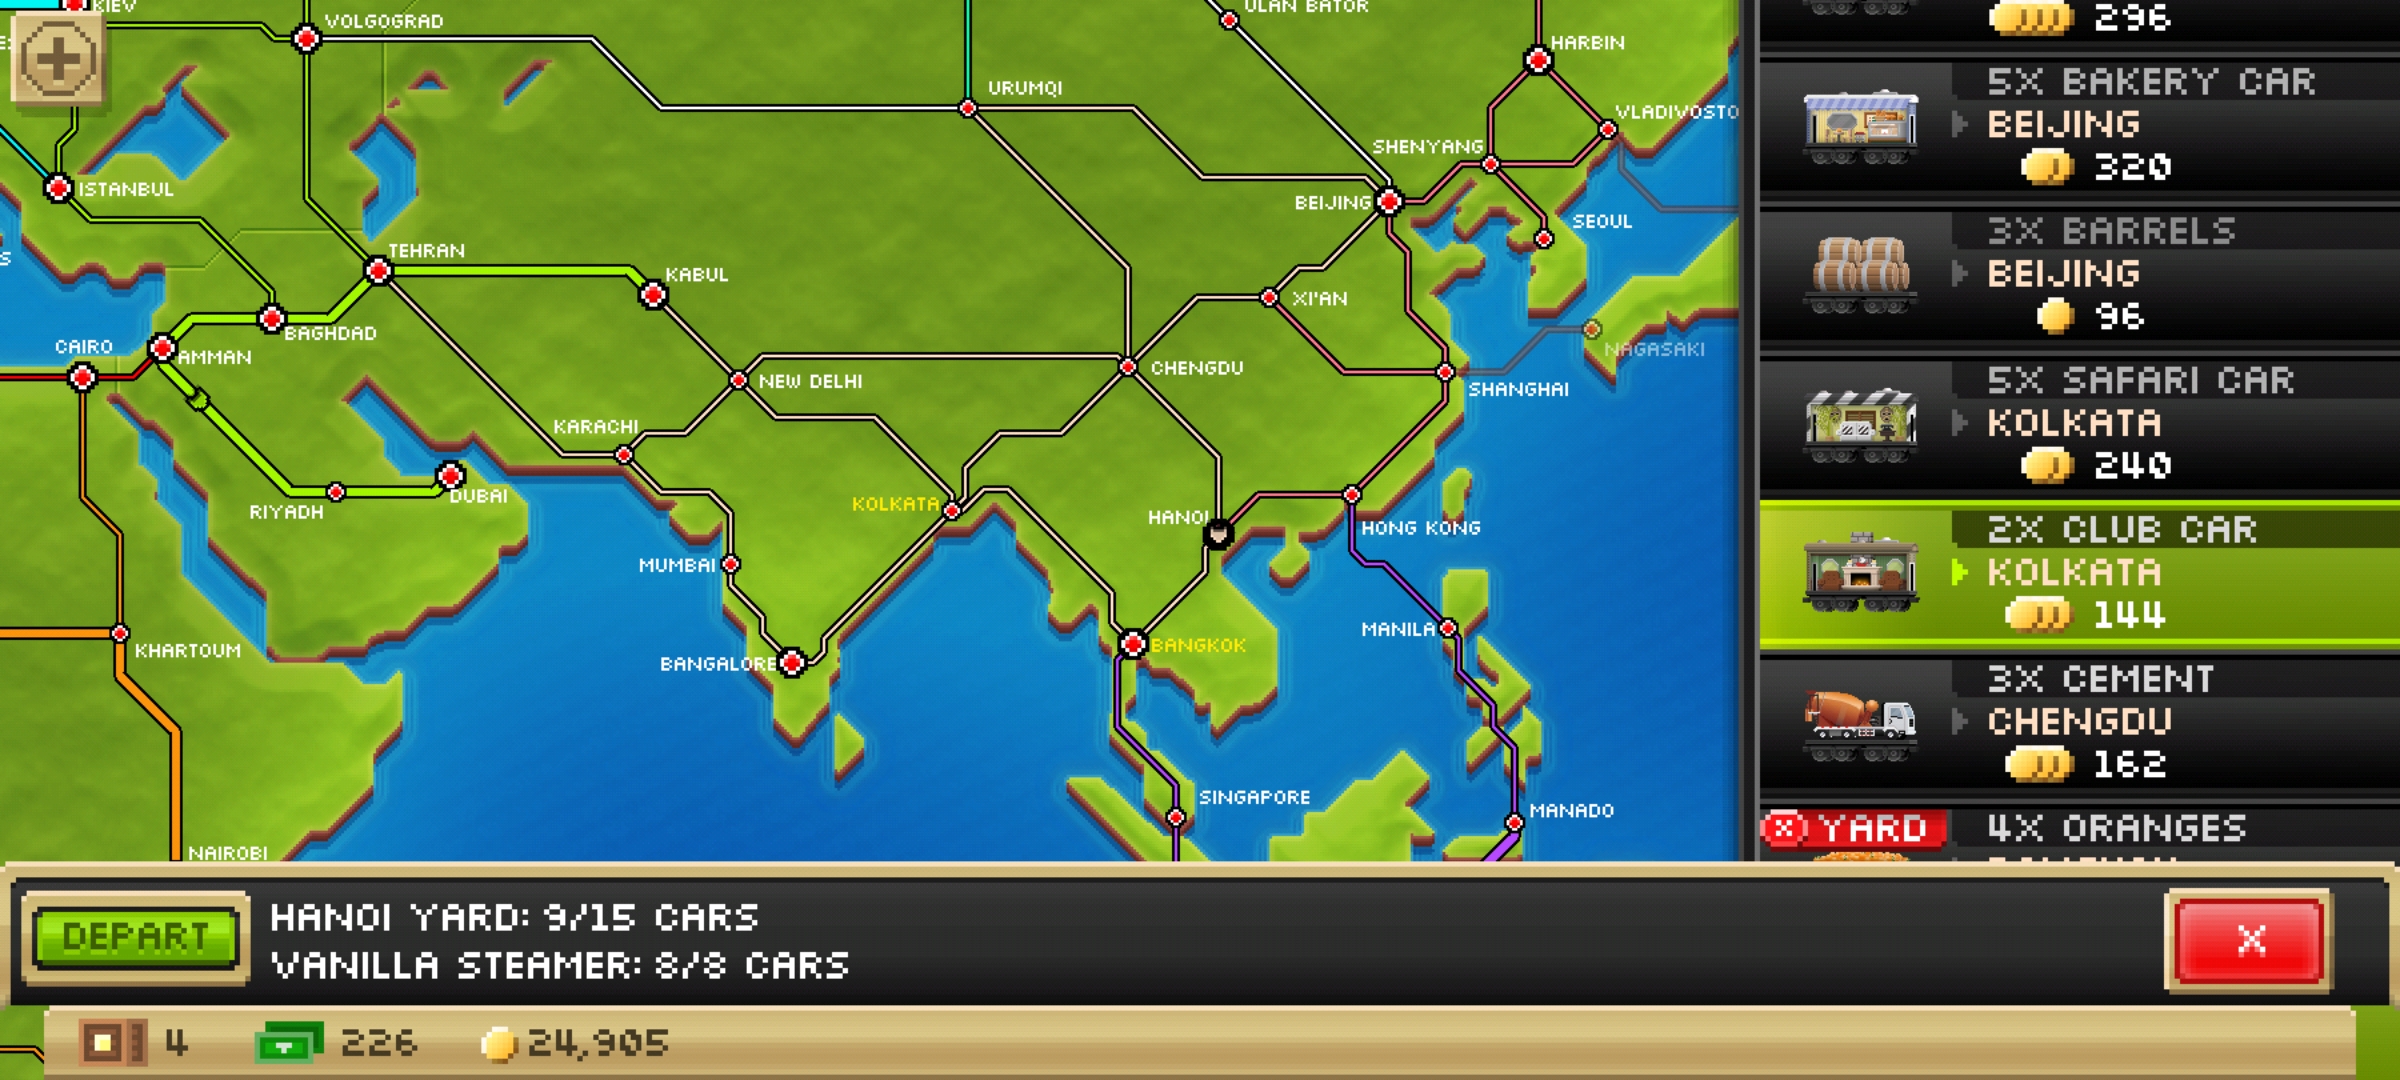 KIEV
VOLGOGRAD
ULAN BATOR
HARBIN
URUMQI
VLADIVOSTO
SHENYANG
ISTANBUL
BEIJING
SEOUL
TEHRAN
KABUL
XI'AN
BAGHDAD
CAIRO
AMMAN
NAGASAKI
CHENGDU
NEW DELHI
SHANGHAI
KARACHI
DUBAI
RIYADH
KOLKATA
HANOI
HONG KONG
MUMBAI
MANILA
KHARTOUM
BANGALORE
BANGKOK
SINGAPORE
MANADO
NAIROBI
296
5X BAKERY CAR
BEIJING
320
3X BARRELS
BEIJING
96
5X SAFARI CAR
KOLKATA
240
2X CLUB CAR
KOLKATA
144
3X CEMENT
CHENGDU
162
X YARD
4X ORANGES
DEPART
HANOI YARD: 9/15 CARS
VANILLA STEAMER: 8/8 CARS
X
4
226
24,905